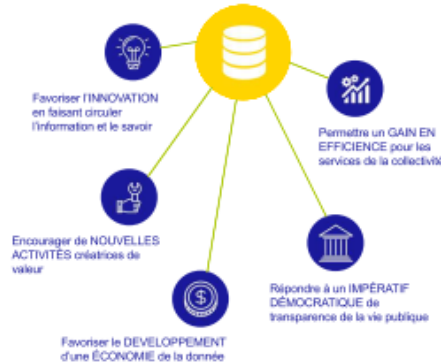 Favoriser l'INNOVATION
en faisant circuler
l'information et le savoir
Permettre un GAIN EN
EFFICIENCE pour les
services de la collectivité
Encourager de NOUVELLES
ACTIVITÉS créatrices de
valeur
Répondre à un IMPÉRATIF
DÉMOCRATIQUE de
transparence de la vie publique
Favoriser le DEVELOPPEMENT
d'une ÉCONOMIE de la donnée